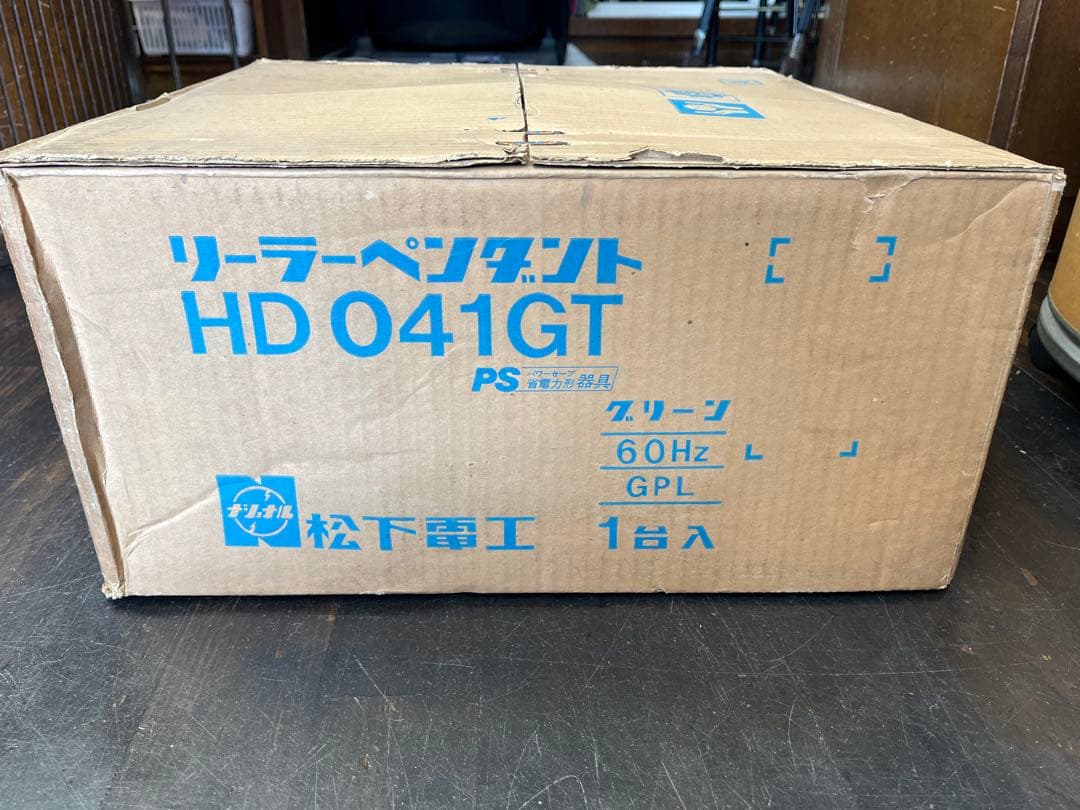 リーラーペンダント
HD 041GT
PS パワーセーブ 省電力形 器具
グリーン
60Hz
GPL
ナショナル 松下電工 1台入